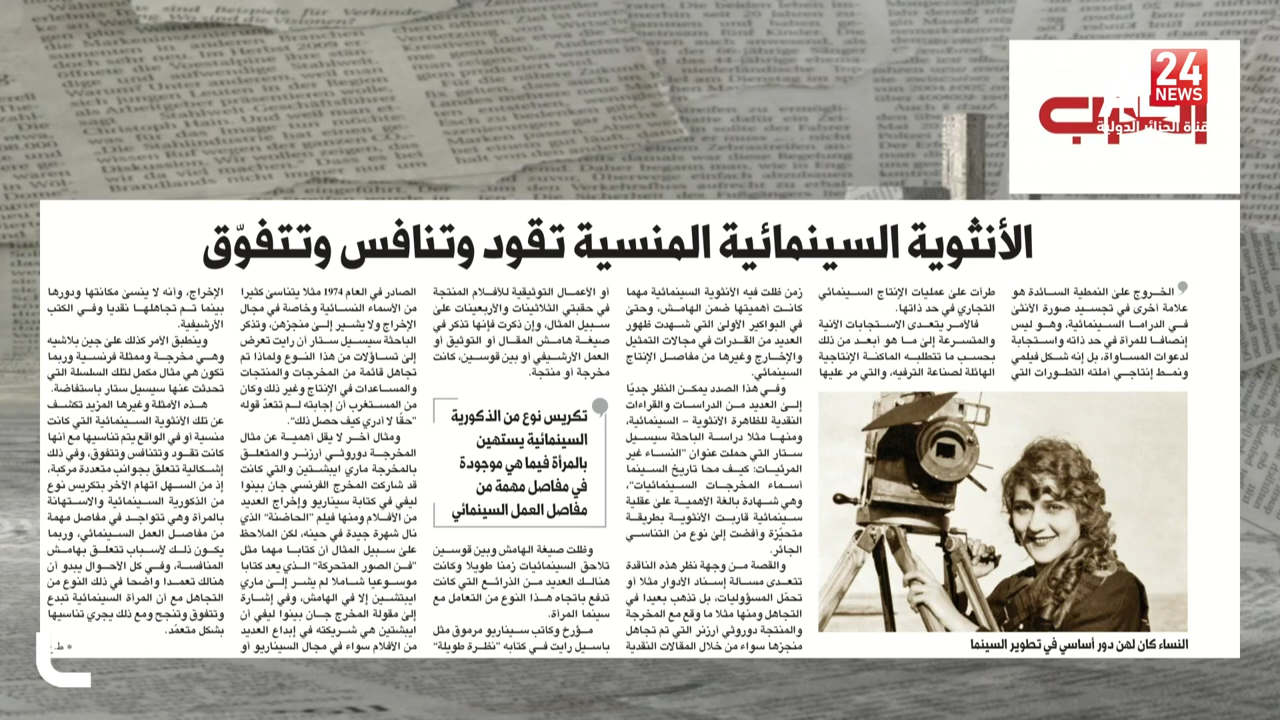 24
NEWS
قناة الجزائر الدولية
الأنثوية السينمائية المنسية تقود وتنافس وتتفوّق
الخروج على النمطية السائدة هو
علامة أخرى في تجسيد صورة الأنثى
في الدراما السينمائية، وهو ليس
إنصافا للمرأة في حد ذاته واستجابة
لدعوات المساواة، بل إنه شكل فيلمي
ونمط إنتاجي أملته التطورات التي
طرأت على عمليات الإنتاج السينمائي
التجاري في حد ذاتها.
فالأمر يتعدى الاستجابات الآنية
والمتسرعة إلى ما هو أبعد من ذلك
بحسب ما تتطلبه الماكنة الإنتاجية
الهائلة لصناعة الترفيه، والتي مر عليها
النساء كان لهن دور أساسي في تطوير السينما
زمن ظلت فيه الأنثوية السينمائية مهما
كانت أهميتها ضمن الهامش، وحتى
في البواكير الأولى التي شهدت ظهور
العديد من القدرات في مجالات التمثيل
والإخارج وغيرها من مفاصل الإنتاج
السينمائي.
وفي هذا الصدد يمكن النظر جديّا
إلى العديد من الدراسات والقراءات
النقدية للظاهرة الأنثوية – السينمائية،
ومنها مثلا دراسة الباحثة سيسيل
ستار التي حملت عنوان "النساء غير
المرئيات: كيف محا تاريخ السينما
أسماء المخرجات السينمائيات"،
وهي شهادة بالغة الأهمية على عقلية
سينمائية قاربت الأنثوية بطريقة
متحيّزة وأفضت إلى نوع من التناسي
الجائر.
والقصة من وجهة نظر هذه الناقدة
تتعدى مسالة إسناد الأدوار مثلا أو
تحمّل المسؤوليات، بل تذهب بعيدا في
التجاهل ومنها مثلا ما وقع مع المخرجة
والمنتجة دوروثي أرزنر التي تم تجاهل
منجزها سواء من خلال المقالات النقدية
أو الأعمال التوثيقية للأفلام المنتجة
في حقبتي الثلاثينات والأربعينات على
سبيل المثال، وإن ذكرت فإنها تذكر في
صيغة هامش المقال أو التوثيق أو
العمل الارشيفي أو بين قوسين، كانت
مخرجة أو منتجة.
تكريس نوع من الذكورية
السينمائية يستهين
بالمرأة فيما هي موجودة
في مفاصل مهمة من
مفاصل العمل السينمائي
وظلت صيغة الهامش وبين قوسين
تلاحق السينمائيات زمنا طويلا وكانت
هنالك العديد من الذرائع التي كانت
تدفع باتجاه هذا النوع من التعامل مع
سينما المرأة.
مؤرخ وكاتب سيناريو مرموق مثل
باسيل رايت في كتابه "نظرة طويلة"
الصادر في العام 1974 مثلا يتناسى كثيرا
من الأسماء النسائية وخاصة في مجال
الإخراج ولا يشير إلى منجزهن، وتذكر
الباحثة سيسيل ستار أن رايت تعرض
إلى تساؤلات من هذا النوع ولماذا تم
تجاهل قائمة من المخرجات والمنتجات
والمساعدات في الإنتاج وغير ذلك وكان
من المستغرب أن إجابته لم تتعدّ قوله
"حقّا لا أدري كيف حصل ذلك".
ومثال آخر لا يقل أهمية عن مثال
المخرجة دوروثي أرزنر والمتعلق
بالمخرجة ماري ايبشتين والتي كانت
قد شاركت المخرج الفرنسي جان بينوا
ليفي في كتابة سيناريو وإخراج العديد
من الأفلام ومنها فيلم "الحاضنة" الذي
نال شهرة جيدة في حينه، لكن الملاحظ
على سبيل المثال أن كتابا مهما مثل
"فن الصور المتحركة" الذي يعد كتابا
موسوعيا شاملا لم يشر إلى ماري
ايبتشين إلا في الهامش، وفي إشارة
إلى مقولة المخرج جان بينوا ليفي أن
ايبشتين هي شريكته في إبداع العديد
من الأفلام سواء في مجال السيناريو أو
الإخراج، وأنه لا ينسى مكانتها ودورها
بينما تم تجاهلها نقديا وفي الكتب
الأرشيفية.
وينطبق الأمر كذلك على جين بلاشيه
وهي مخرجة وممثلة فرنسية وربما
تكون هي مثال مكمل لتلك السلسلة التي
تحدثت عنها سيسيل ستار باستفاضة.
هذه الأمثلة وغيرها المزيد تكشف
عن تلك الأنثوية السينمائية التي كانت
منسية أو في الواقع يتم تناسيها مع أنها
كانت تقود وتنافس وتتفوق، وفي ذلك
إشكالية تتعلق بجوانب متعددة مركبة،
إذ من السهل اتهام الآخر بتكريس نوع
من الذكورية السينمائية والاستهانة
بالمرأة وهي تتواجد في مفاصل مهمة
من مفاصل العمل السينمائي، وربما
يكون ذلك لأسباب تتعلق بهامش
المنافسة، وفي كل الأحوال يبدو أن
هنالك تعمدا واضحا في ذلك النوع من
التجاهل مع أن المرأة السينمائية تبدع
وتتفوق وتنجح ومع ذلك يجري تناسيها
بشكل متعمّد.